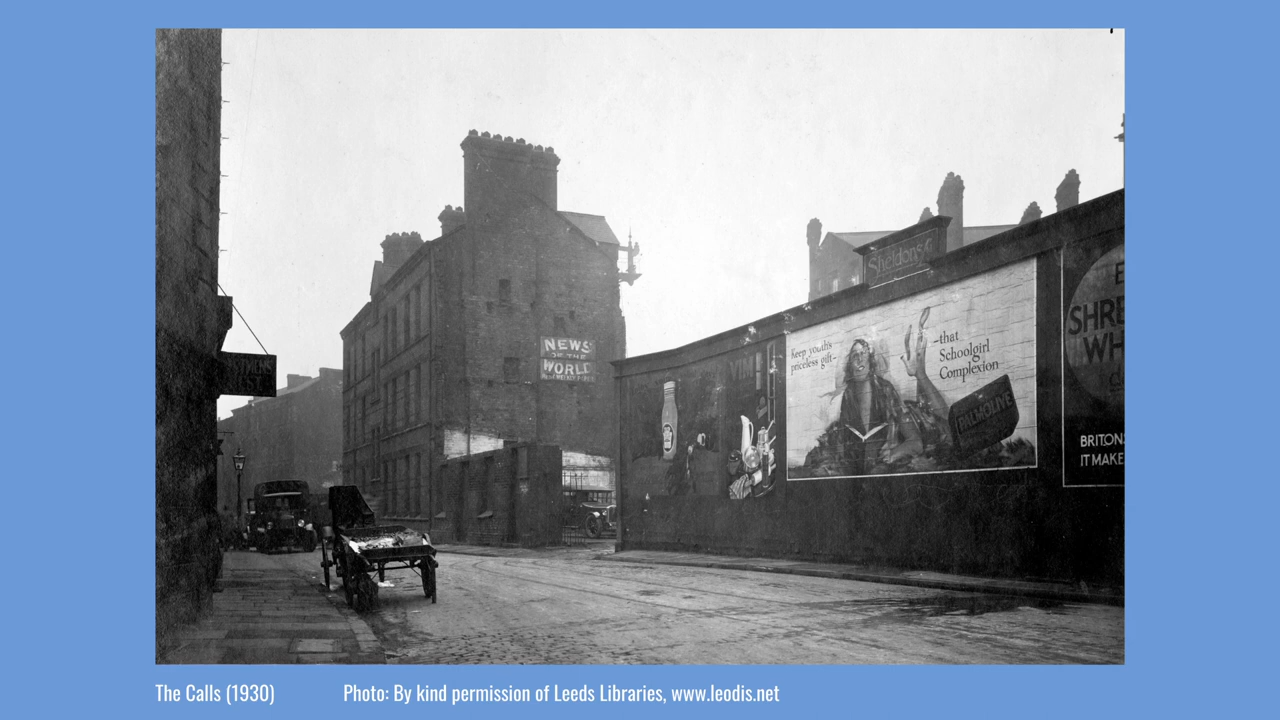 NEWS
OF THE
WORLD
Sheldons
VIM
Keep youth's
priceless gift-
-that
Schoolgirl
Complexion
PALMOLIVE
SHRE
WH
BRITONS
IT MAKE
The Calls (1930)
Photo: By kind permission of Leeds Libraries, www.leodis.net